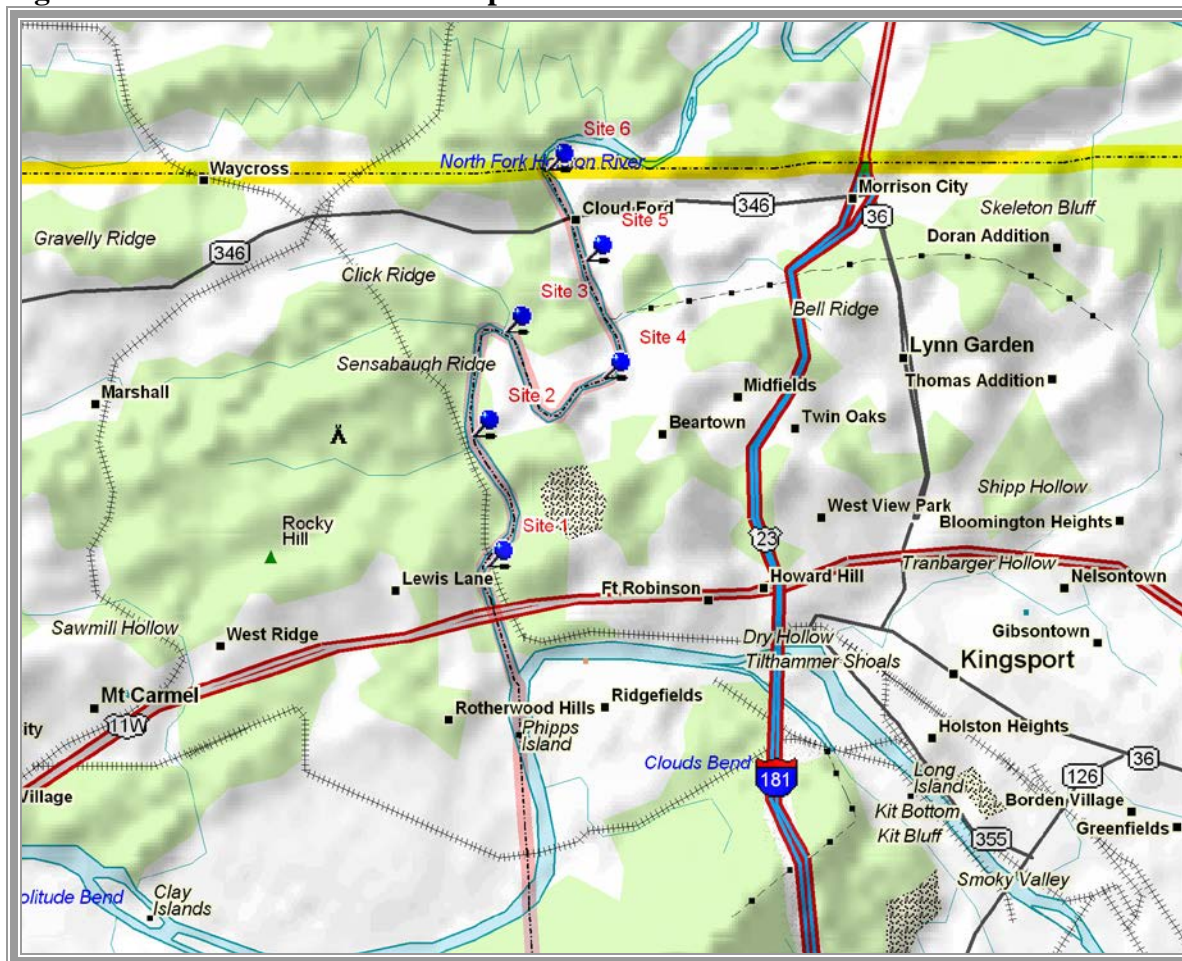 Site 6
North Fork Holston River
Waycross
Morrison City
346
36
Cloud Ford
Site 5
Skeleton Bluff
Gravelly Ridge
346
Doran Addition
Click Ridge
Site 3
Bell Ridge
Site 4
Lynn Garden
Sensabaugh Ridge
Thomas Addition
Marshall
Site 2
Midfields
Beartown
Twin Oaks
Shipp Hollow
West View Park
Bloomington Heights
Site 1
Rocky
Hill
23
Tranbarger Hollow
Lewis Lane
Ft Robinson
Howard Hill
Nelsontown
Sawmill Hollow
West Ridge
Dry Hollow
Gibsontown
Tilthammer Shoals
Kingsport
Mt Carmel
Rotherwood Hills
Ridgefields
11W
ity
Phipps
Island
Holston Heights
Clouds Bend
181
Long
Island
126
36
Village
Kit Bottom
Borden Village
Kit Bluff
355
Greenfields
Smoky Valley
olitude Bend
Clay
Islands